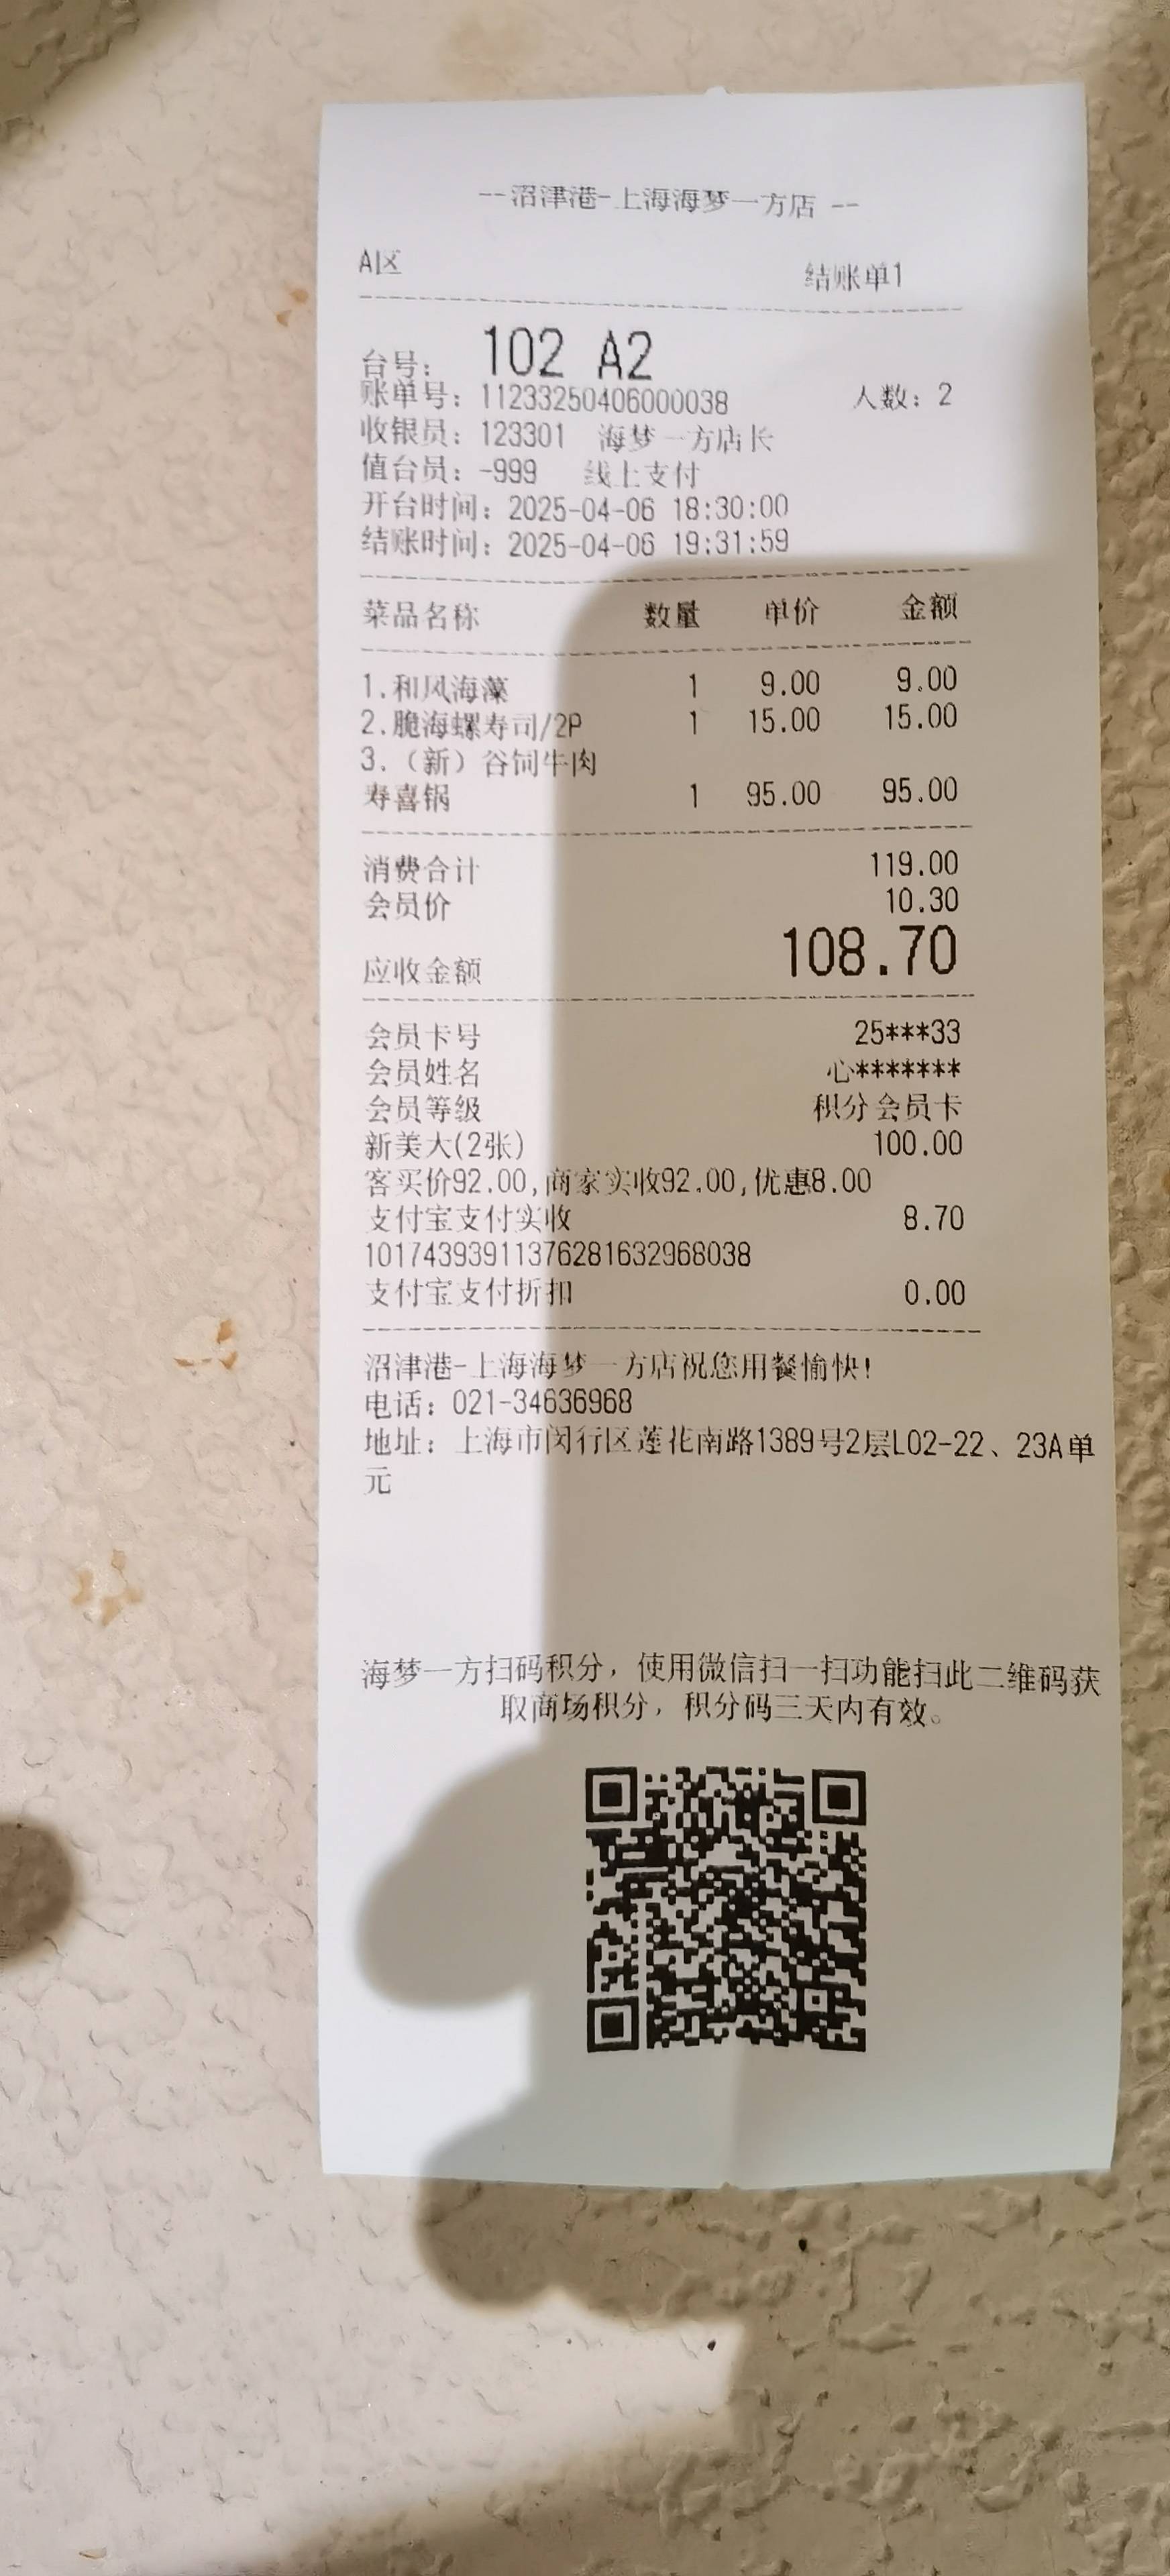 --沼津港-上海海梦一方店 --
A区 结账单1
台号： 102 A2
账单号：11233250406000038 人数：2
收银员：123301 海梦一方店长
值台员：-999 线上支付
开台时间：2025-04-06 18:30:00
结账时间：2025-04-06 19:31:59
菜品名称 数量 单价 金额
1.和风海藻 1 9.00 9.00
2.脆海螺寿司/2P 1 15.00 15.00
3.（新）谷饲牛肉
寿喜锅 1 95.00 95.00
消费合计 119.00
会员价 10.30
应收金额 108.70
会员卡号 25***33
会员姓名 心*******
会员等级 积分会员卡
新美大(2张) 100.00
客买价92.00,商家实收92.00,优惠8.00
支付宝支付实收 8.70
1017439391137628163​2968038
支付宝支付折扣 0.00
沼津港-上海海梦一方店祝您用餐愉快！
电话：021-34636968
地址：上海市闵行区莲花南路1389号2层L02-22、23A单
元
海梦一方扫码积分，使用微信扫一扫功能扫此二维码获
取商场积分，积分码三天内有效。